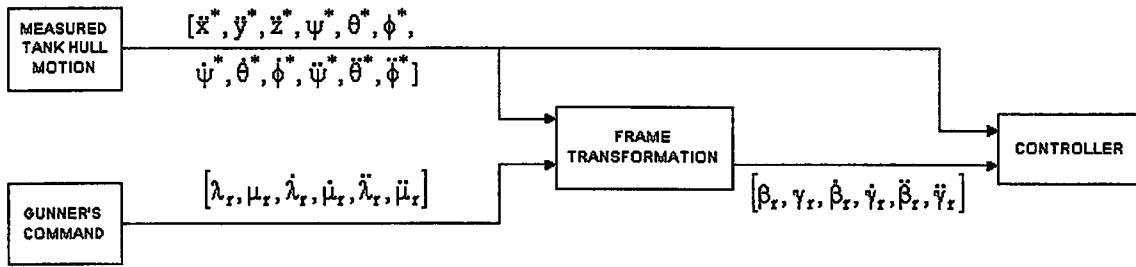 MEASURED
TANK HULL
MOTION
[ẍ*, ÿ*, z̈*, ψ*, θ*, ϕ*,
ψ̇*, θ̇*, ϕ̇*, ψ̈*, θ̈*, ϕ̈*]
FRAME
TRANSFORMATION
CONTROLLER
[λr, μr, λ̇r, μ̇r, λ̈r, μ̈r]
[βr, γr, β̇r, γ̇r, β̈r, γ̈r]
GUNNER'S
COMMAND